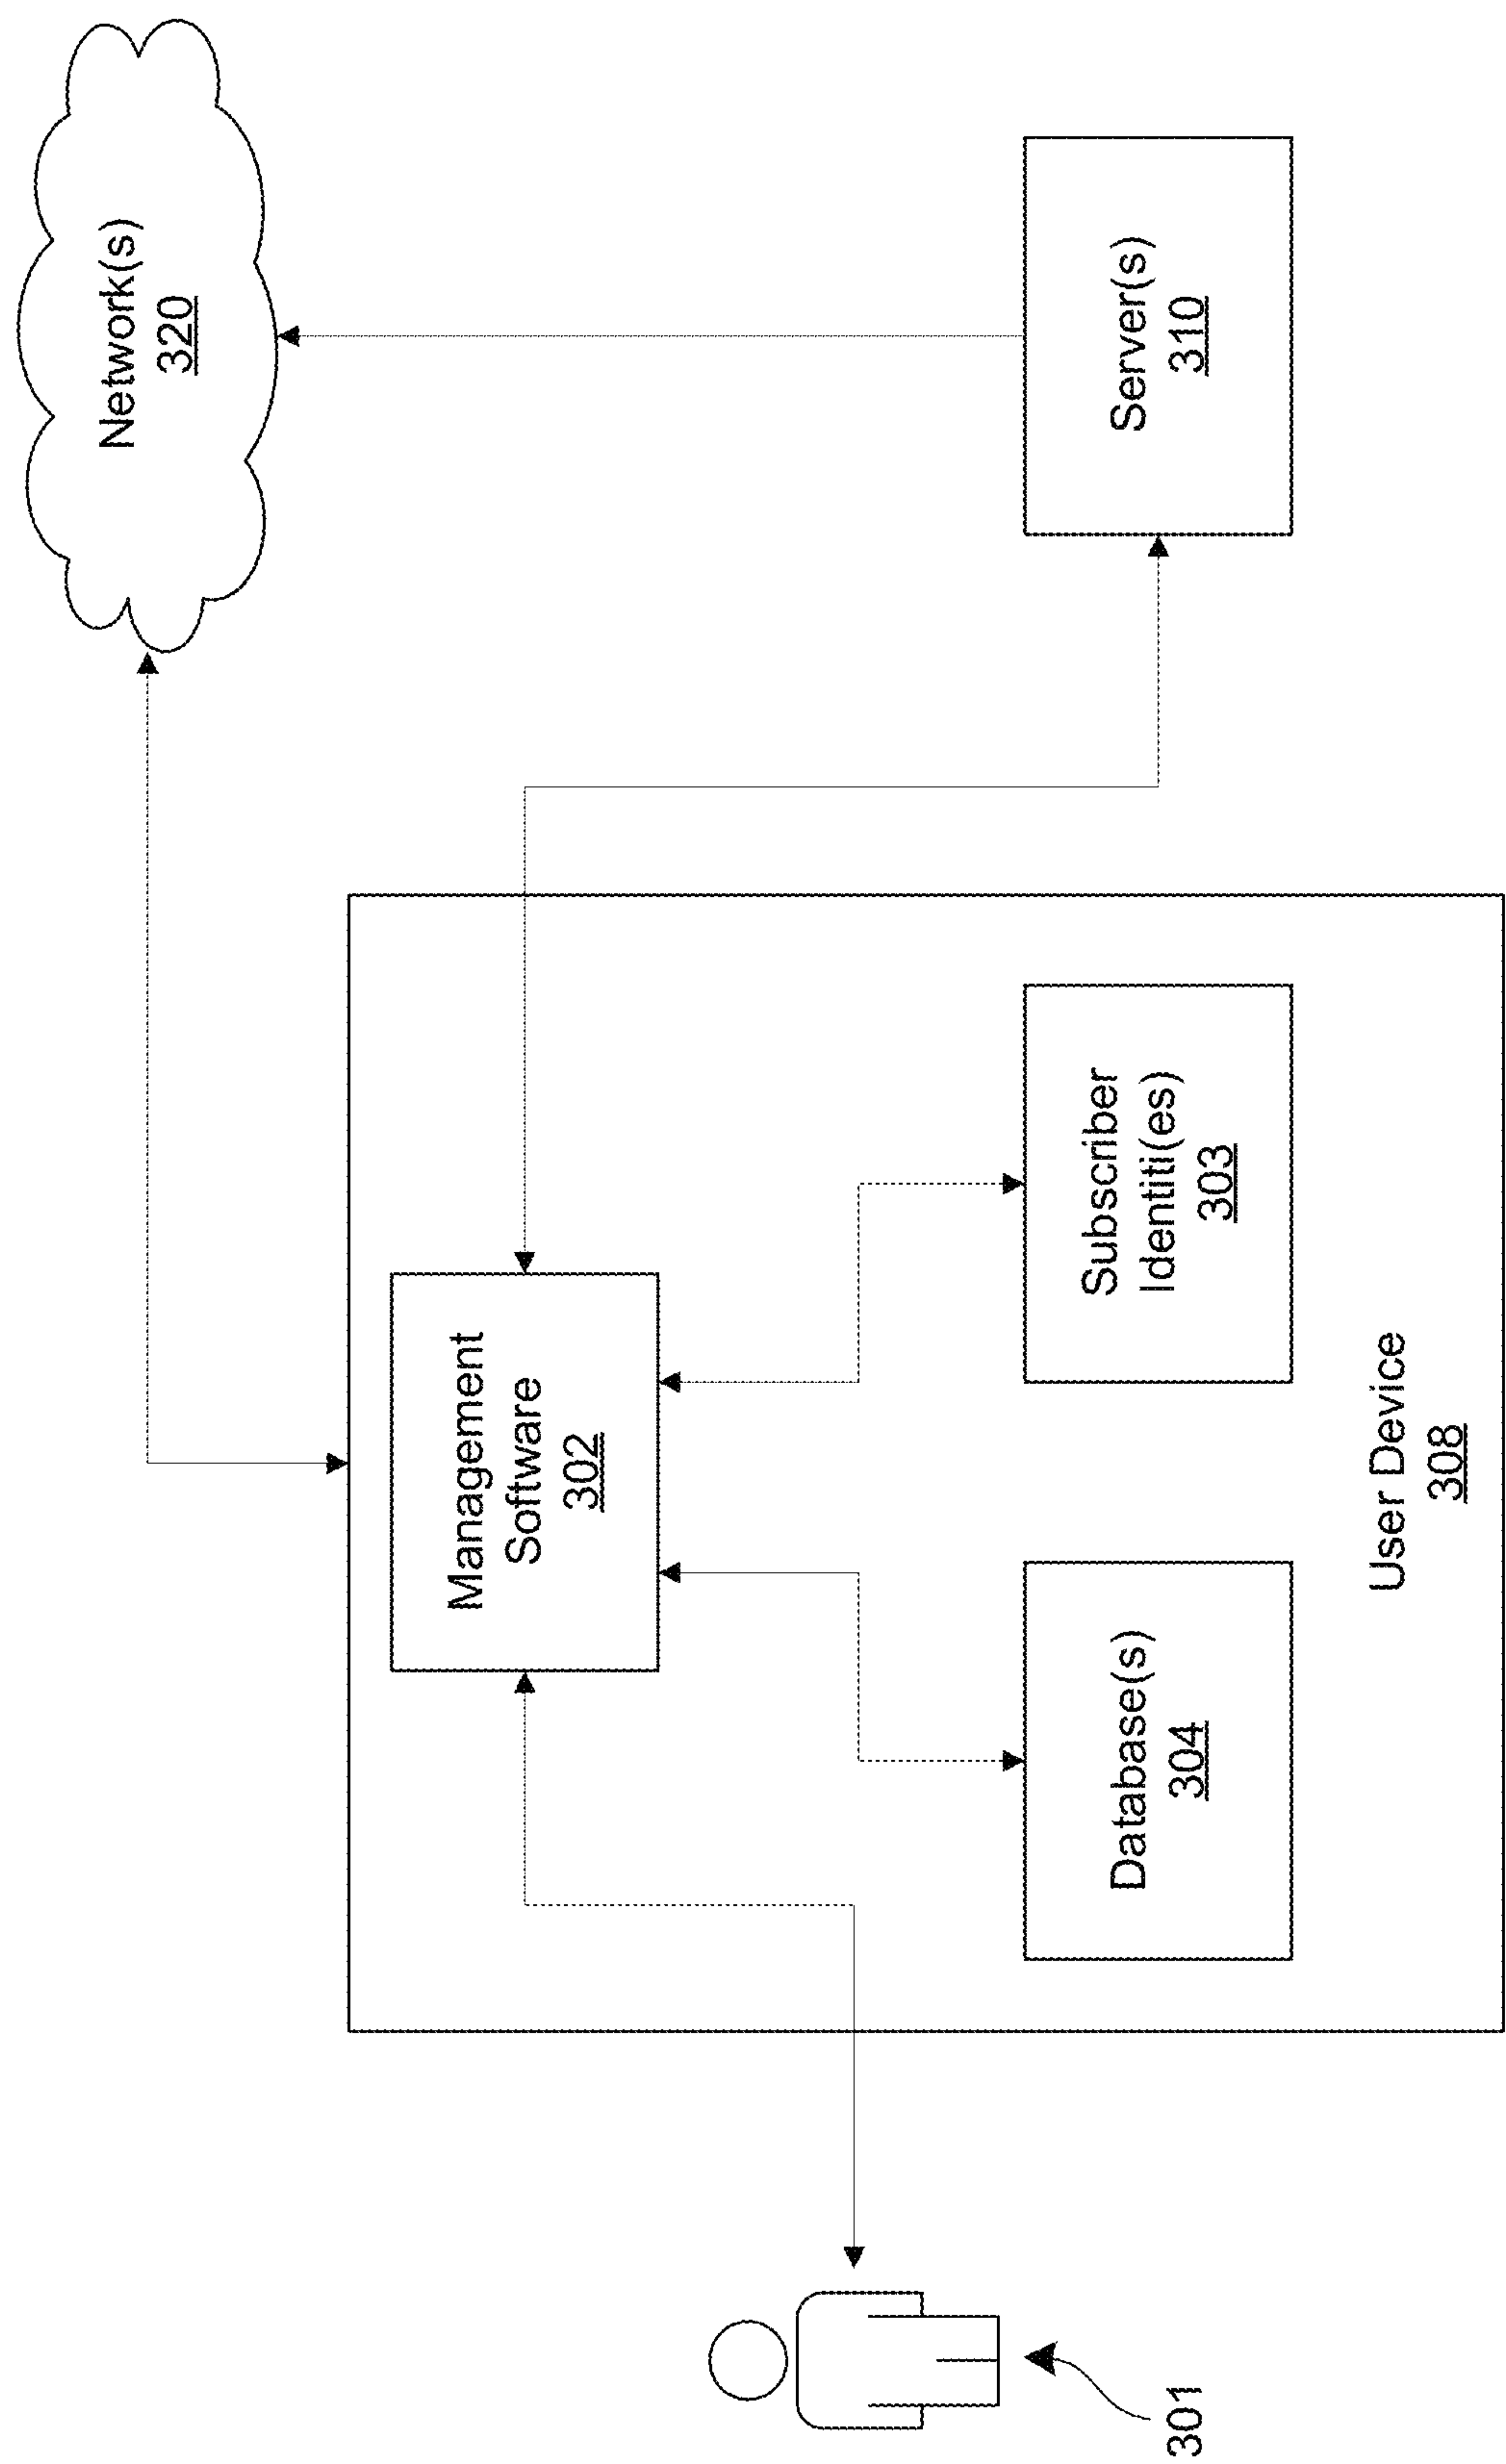 Network(s)
320
Management
Software
302
Server(s)
310
Database(s)
304
Subscriber
Identiti(es)
303
User Device
308
301